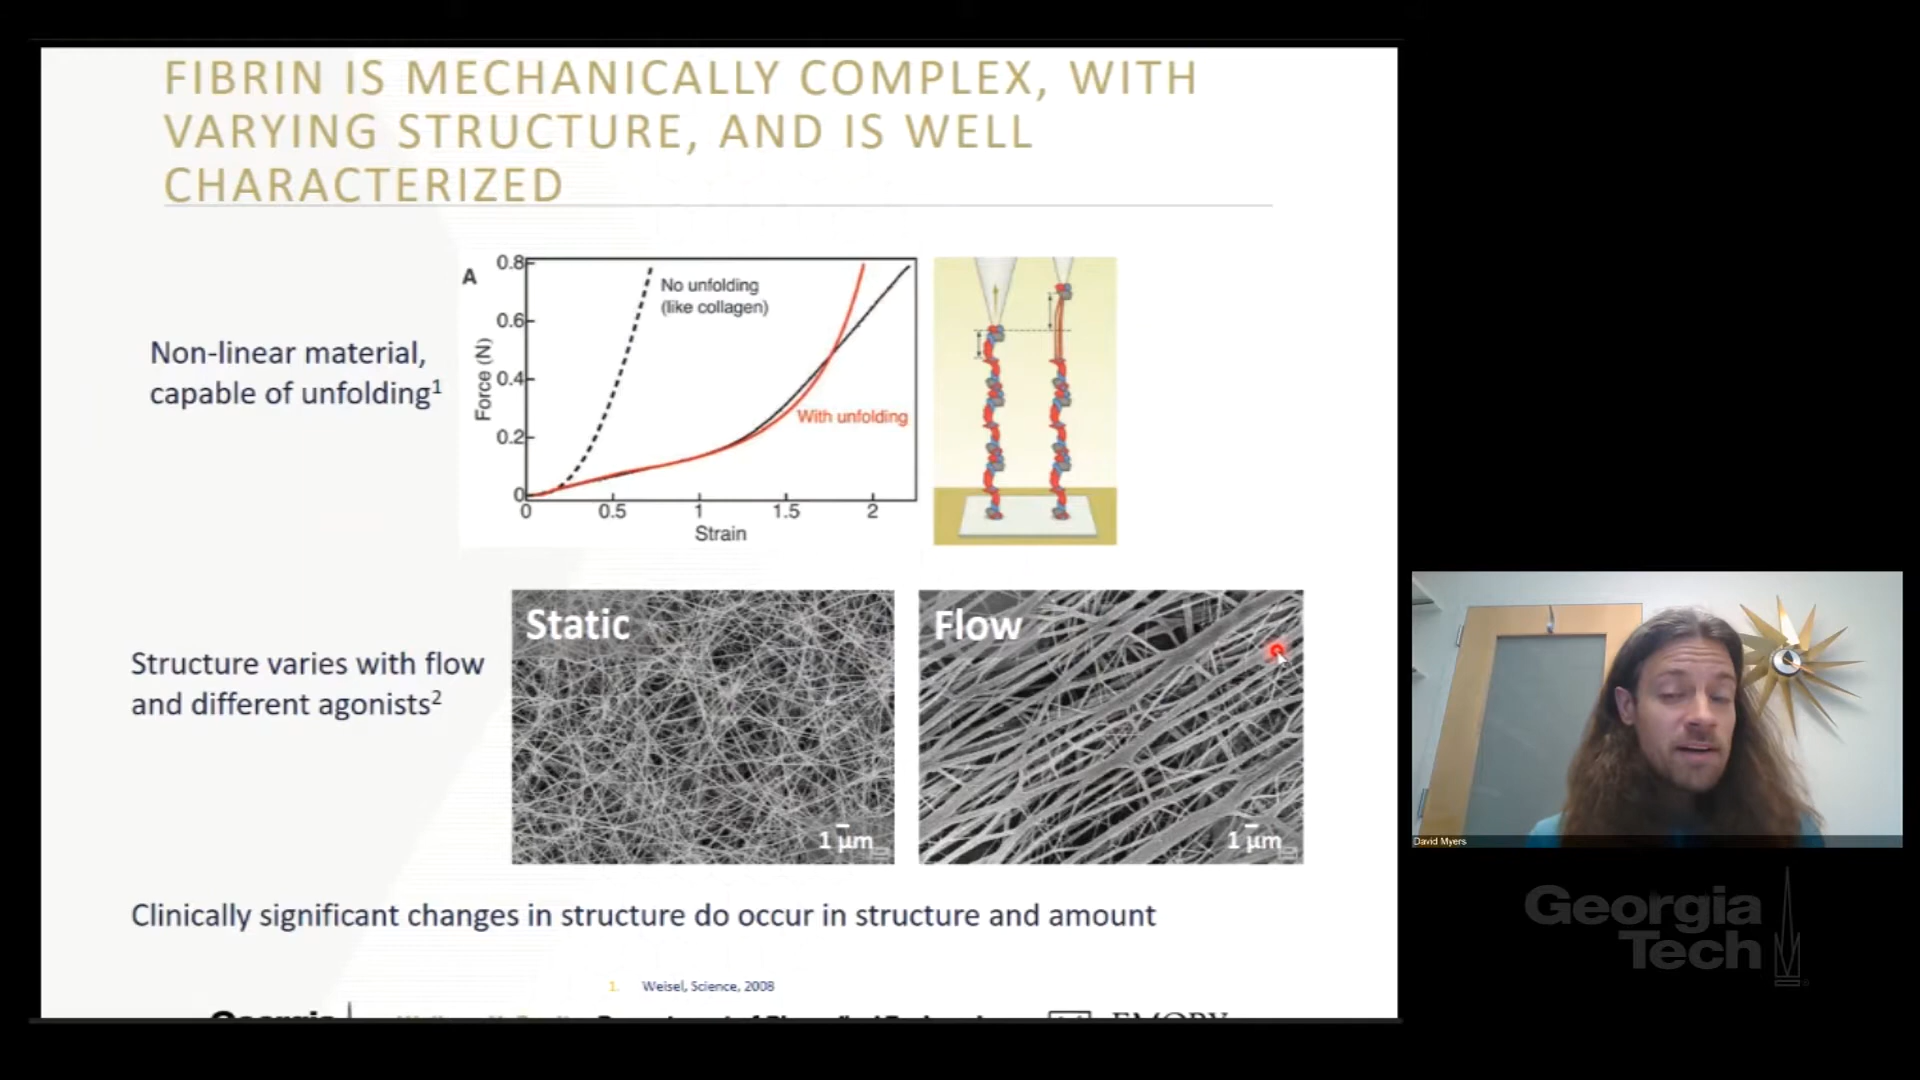 FIBRIN IS MECHANICALLY COMPLEX, WITH
VARYING STRUCTURE, AND IS WELL
CHARACTERIZED
Non-linear material,
capable of unfolding1
A
0.8
0.6
0.4
0.2
0
Force (N)
No unfolding
(like collagen)
With unfolding
0 0.5 1 1.5 2
Strain
Structure varies with flow
and different agonists2
Static
1 μm
Flow
1 μm
Clinically significant changes in structure do occur in structure and amount
1. Weisel, Science, 2008
Georgia
EMORY
David Myers
Georgia
Tech